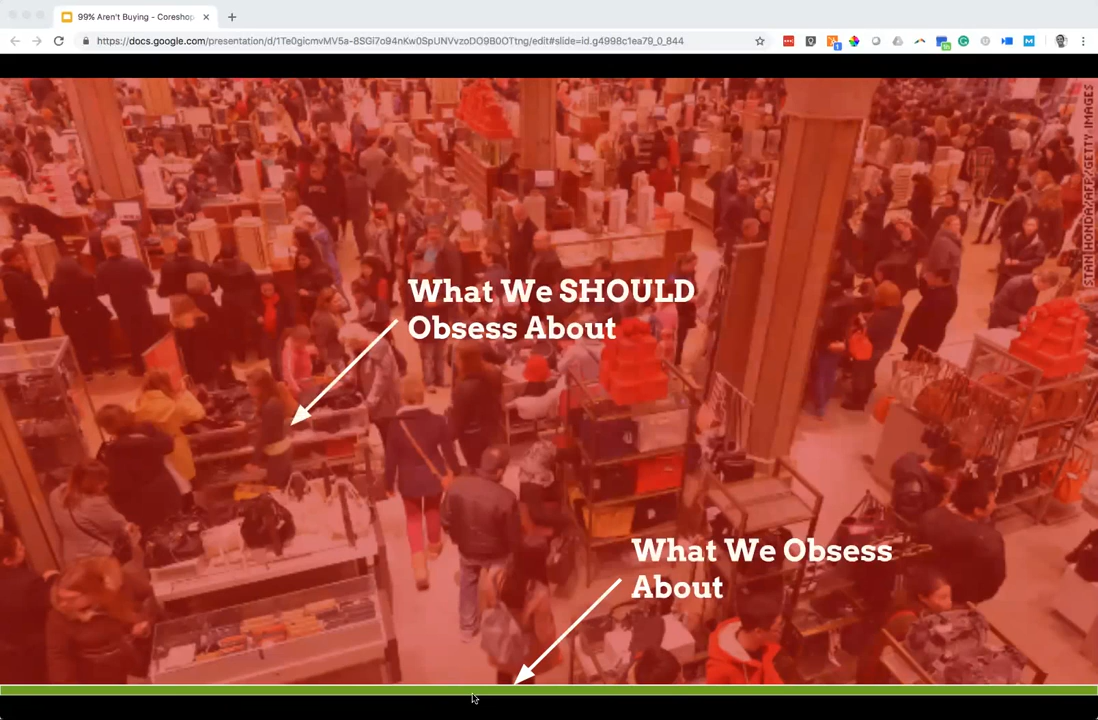 99% Aren't Buying - Coreshop
https://docs.google.com/presentation/d/1Te0gicmvMV5a-8SGi7o94nKw0SpUNVvzoDO9B0OTtng/edit#slide=id.g4998c1ea79_0_844
STAN HONDA/AFP/GETTY IMAGES
What We SHOULD
Obsess About
What We Obsess
About